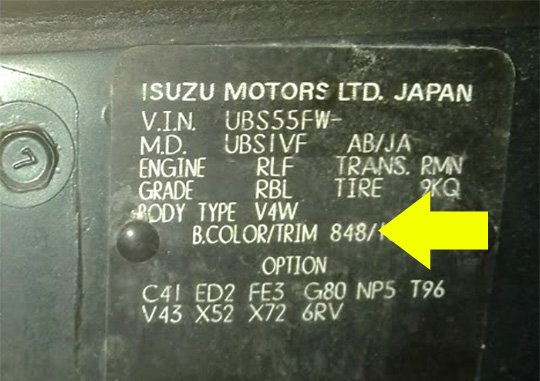 ISUZU MOTORS LTD. JAPAN
V.I.N. UBS55FW-
M.D. UBS1VF AB/JA
ENGINE RLF TRANS. RMN
GRADE RBL TIRE 9KQ
BODY TYPE V4W
B.COLOR/TRIM 848/
OPTION
C41 ED2 FE3 G80 NP5 T96
V43 X52 X72 6RV
7